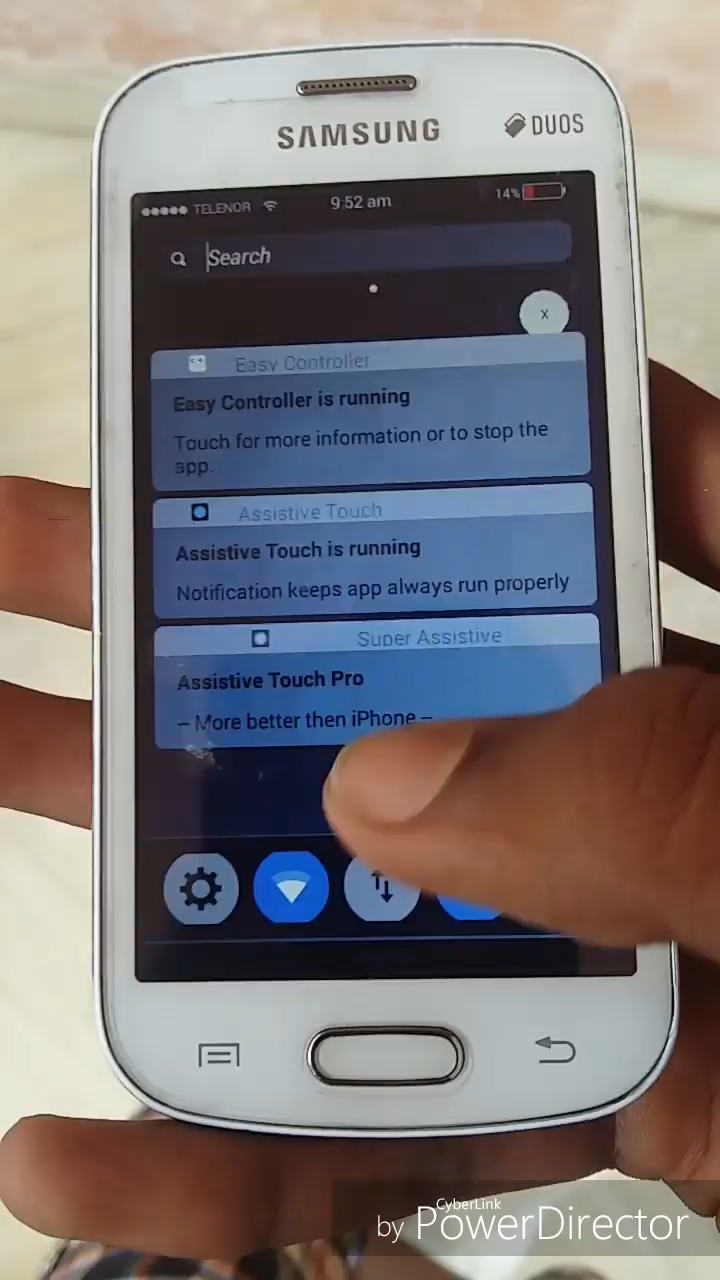 SAMSUNG
DUOS
TELENOR 9:52 am 14%
Search
x
Easy Controller
Easy Controller is running
Touch for more information or to stop the
app.
Assistive Touch
Assistive Touch is running
Notification keeps app always run properly
Super Assistive
Assistive Touch Pro
– More better then iPhone –
CyberLink
by PowerDirector